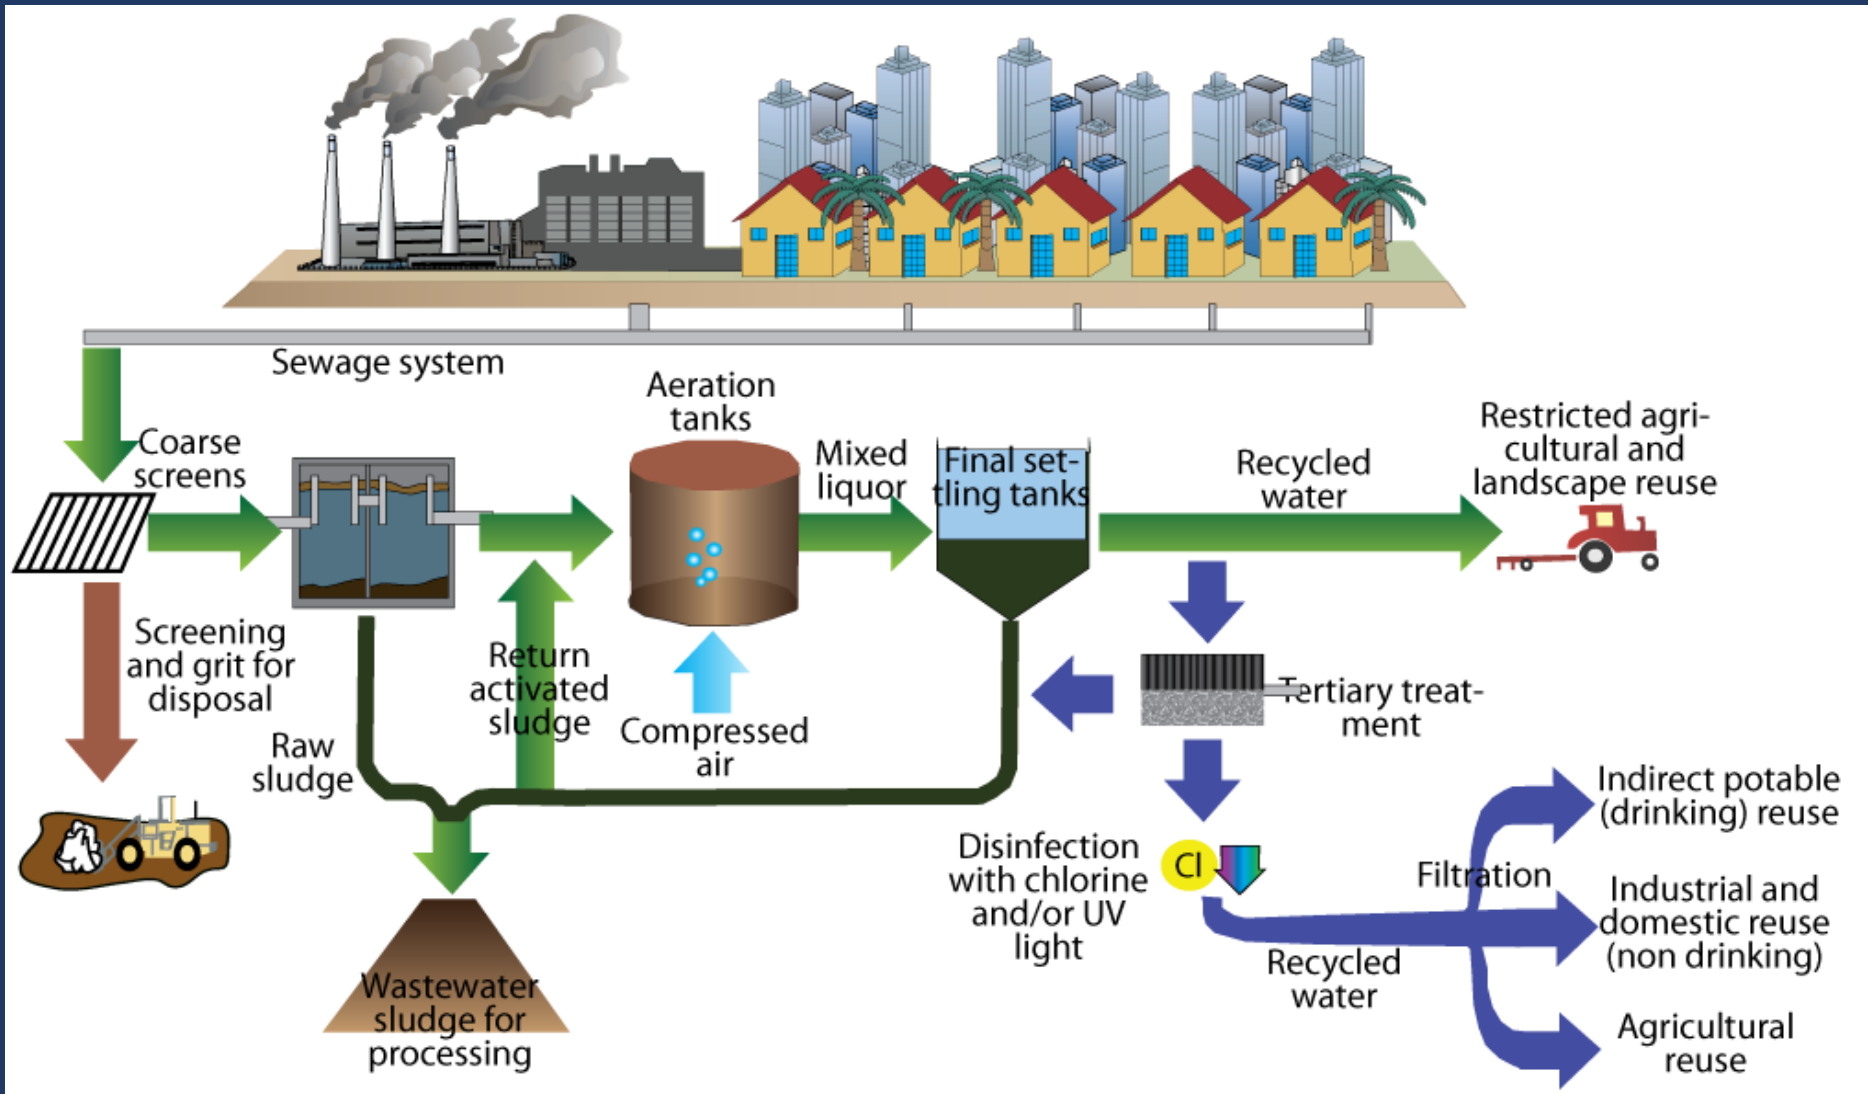 Sewage system
Coarse
screens
Screening
and grit for
disposal
Raw
sludge
Return
activated
sludge
Aeration
tanks
Compressed
air
Mixed
liquor
Final set-
tling tanks
Recycled
water
Restricted agri-
cultural and
landscape reuse
Tertiary treat-
ment
Wastewater
sludge for
processing
Disinfection
with chlorine
and/or UV
light
Cl
Recycled
water
Filtration
Indirect potable
(drinking) reuse
Industrial and
domestic reuse
(non drinking)
Agricultural
reuse